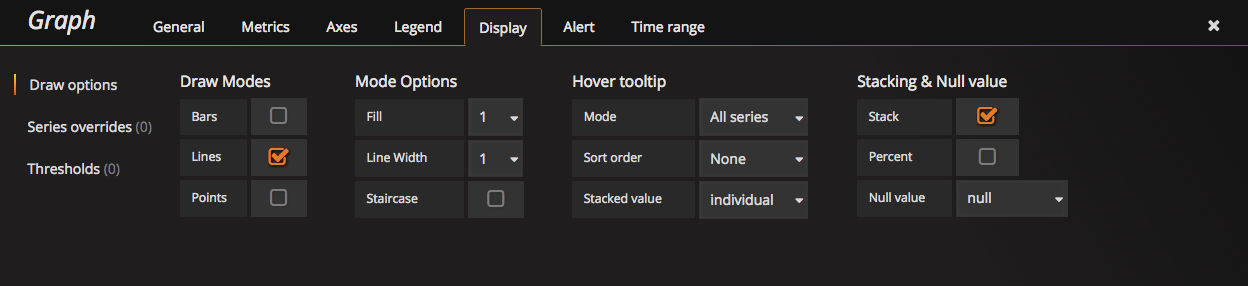 Graph General Metrics Axes Legend Display Alert Time range
Draw options
Series overrides (0)
Thresholds (0)
Draw Modes
Bars
Lines
Points
Mode Options
Fill 1
Line Width 1
Staircase
Hover tooltip
Mode All series
Sort order None
Stacked value individual
Stacking & Null value
Stack
Percent
Null value null